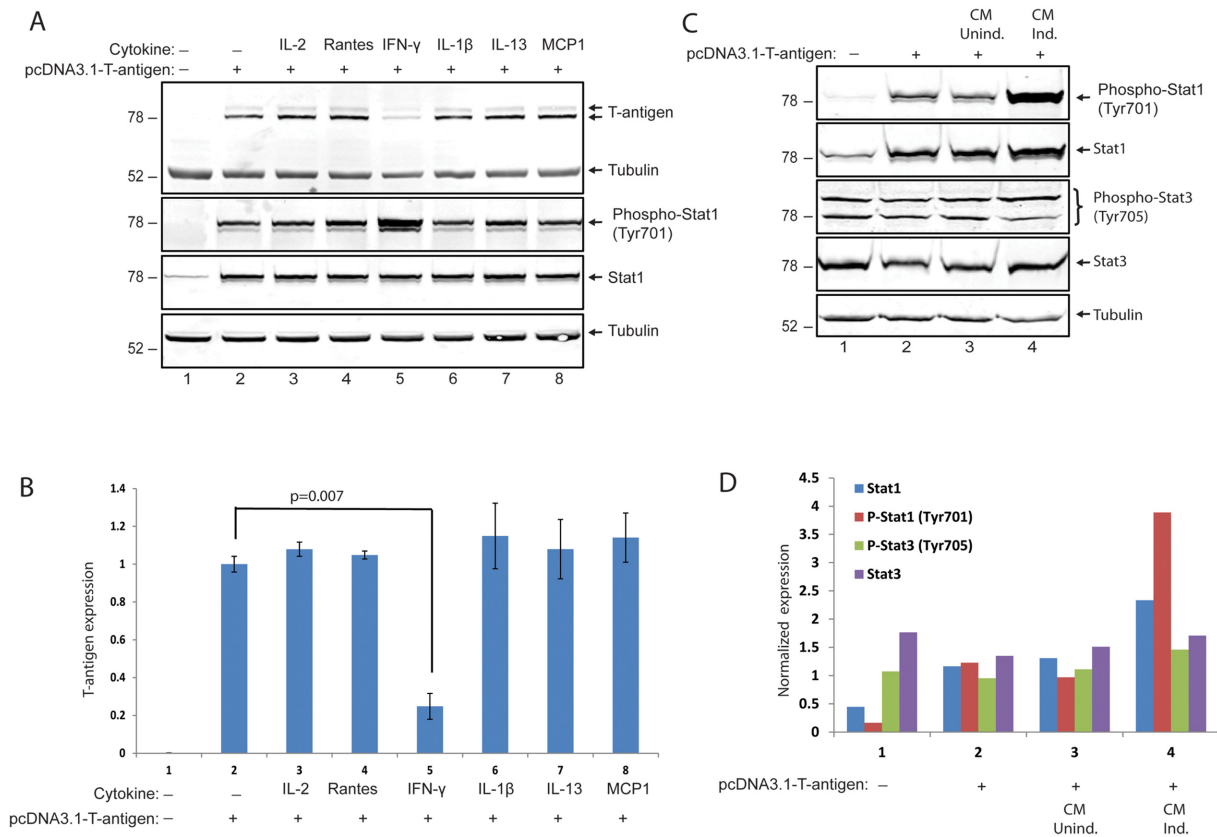 A
Cytokine: – – IL-2 Rantes IFN-γ IL-1β IL-13 MCP1
pcDNA3.1-T-antigen: – + + + + + + +
78 – T-antigen
52 – Tubulin
78 – Phospho-Stat1
(Tyr701)
78 – Stat1
Tubulin
52 –
1 2 3 4 5 6 7 8
C
CM CM
Unind. Ind.
pcDNA3.1-T-antigen: – + + +
78 – Phospho-Stat1
(Tyr701)
78 – Stat1
Phospho-Stat3
78 – (Tyr705)
78 – Stat3
Tubulin
52 –
1 2 3 4
B
T-antigen expression
1.4
1.2
1
0.8
0.6
0.4
0.2
0
p=0.007
1 2 3 4 5 6 7 8
Cytokine: – – IL-2 Rantes IFN-γ IL-1β IL-13 MCP1
pcDNA3.1-T-antigen: – + + + + + + +
D
Normalized expression
4.5
4
3.5
3
2.5
2
1.5
1
0.5
0
Stat1
P-Stat1 (Tyr701)
P-Stat3 (Tyr705)
Stat3
1 2 3 4
pcDNA3.1-T-antigen: – + + +
CM CM
Unind. Ind.